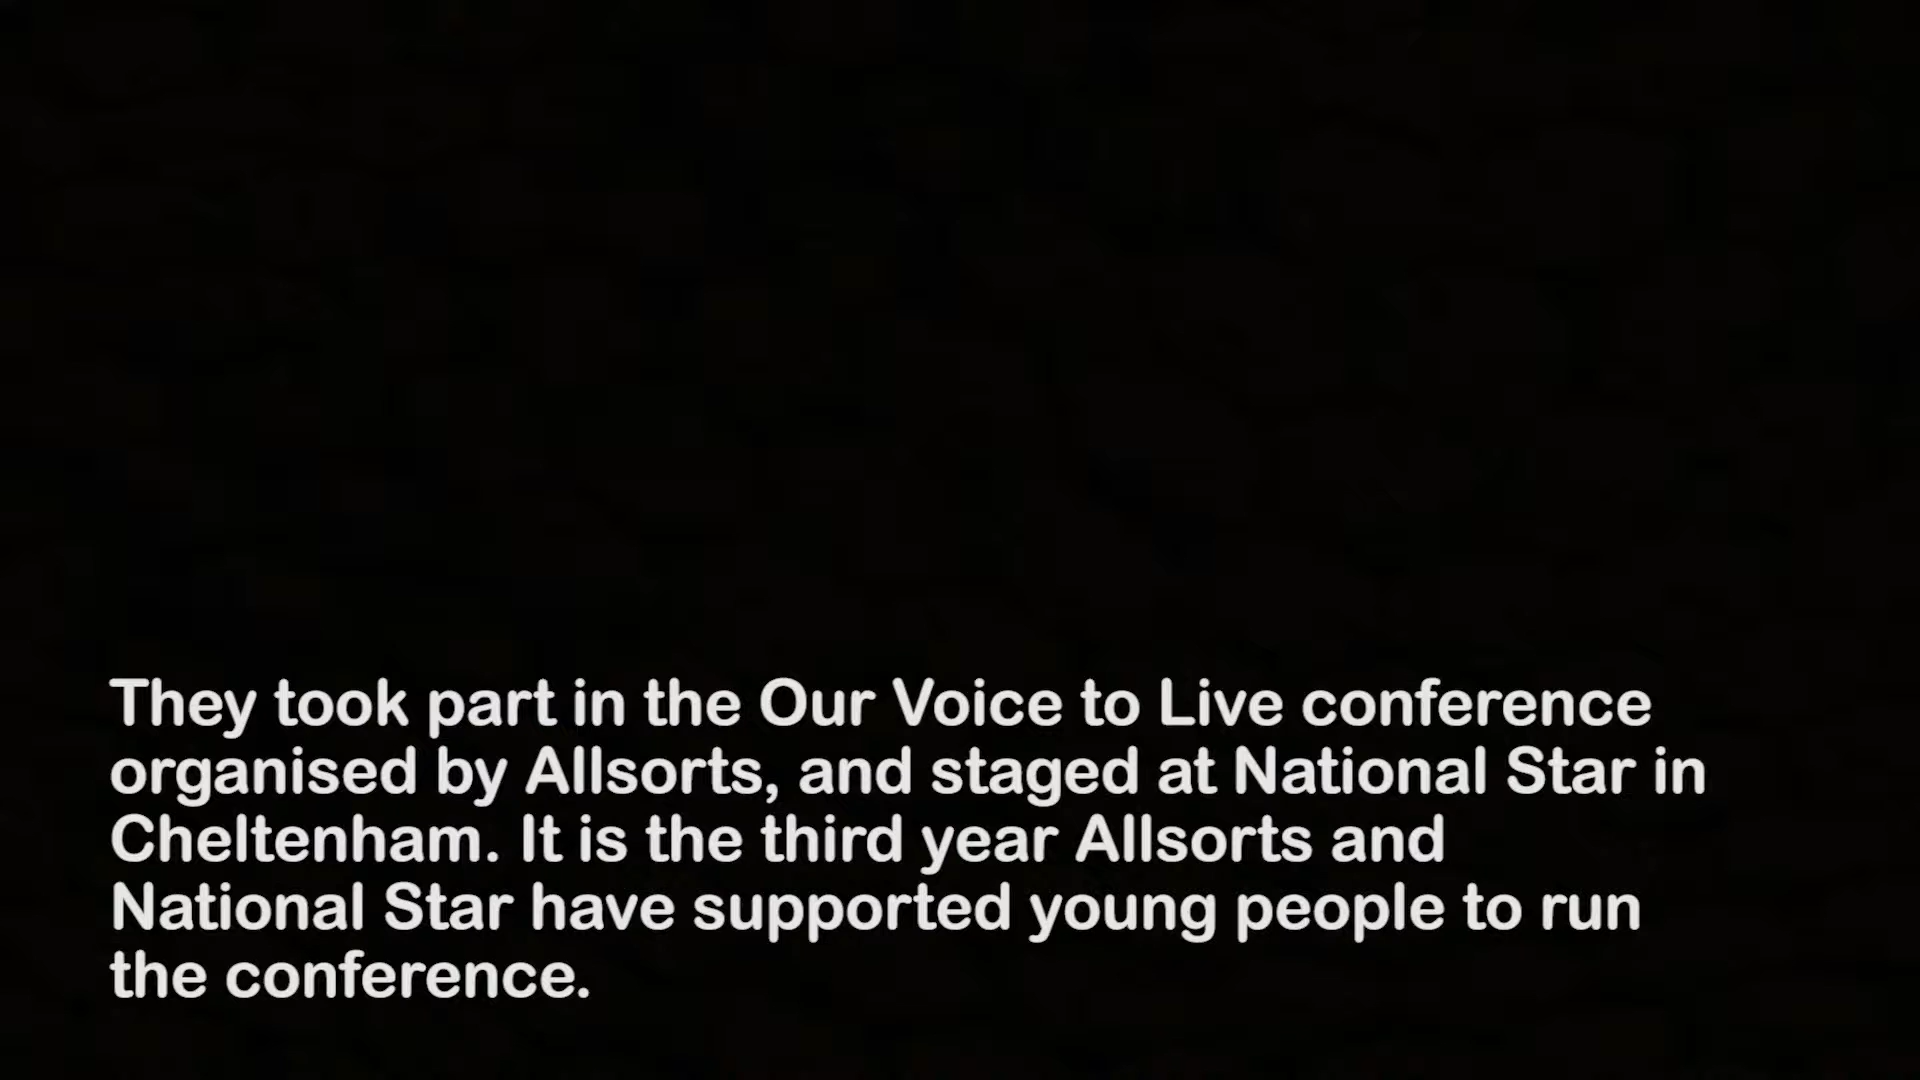 They took part in the Our Voice to Live conference
organised by Allsorts, and staged at National Star in
Cheltenham. It is the third year Allsorts and
National Star have supported young people to run
the conference.